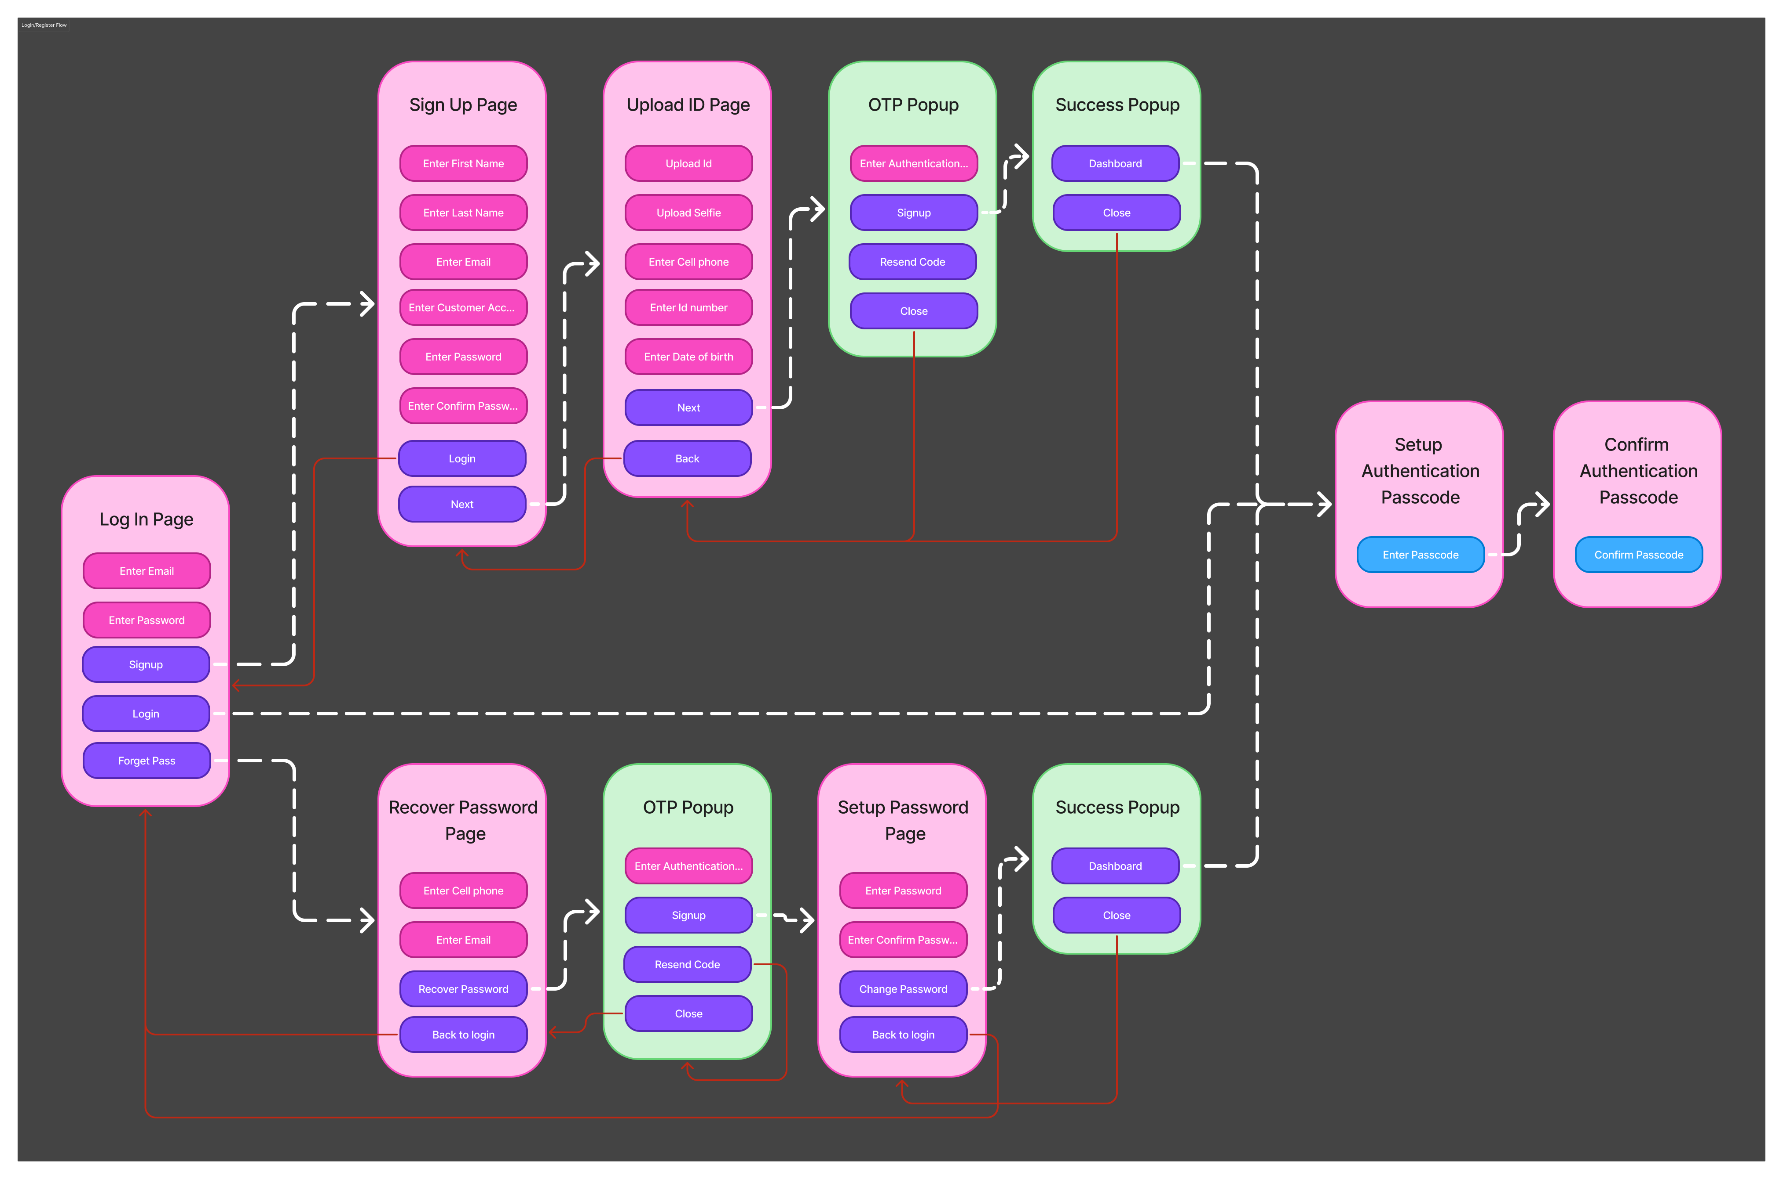 Login/Register Flow
Sign Up Page
Enter First Name
Enter Last Name
Enter Email
Enter Customer Acc...
Enter Password
Enter Confirm Passw...
Login
Next
Upload ID Page
Upload Id
Upload Selfie
Enter Cell phone
Enter Id number
Enter Date of birth
Next
Back
OTP Popup
Enter Authentication...
Signup
Resend Code
Close
Success Popup
Dashboard
Close
Setup
Authentication
Passcode
Enter Passcode
Confirm
Authentication
Passcode
Confirm Passcode
Log In Page
Enter Email
Enter Password
Signup
Login
Forget Pass
Recover Password
Page
Enter Cell phone
Enter Email
Recover Password
Back to login
OTP Popup
Enter Authentication...
Signup
Resend Code
Close
Setup Password
Page
Enter Password
Enter Confirm Passw...
Change Password
Back to login
Success Popup
Dashboard
Close